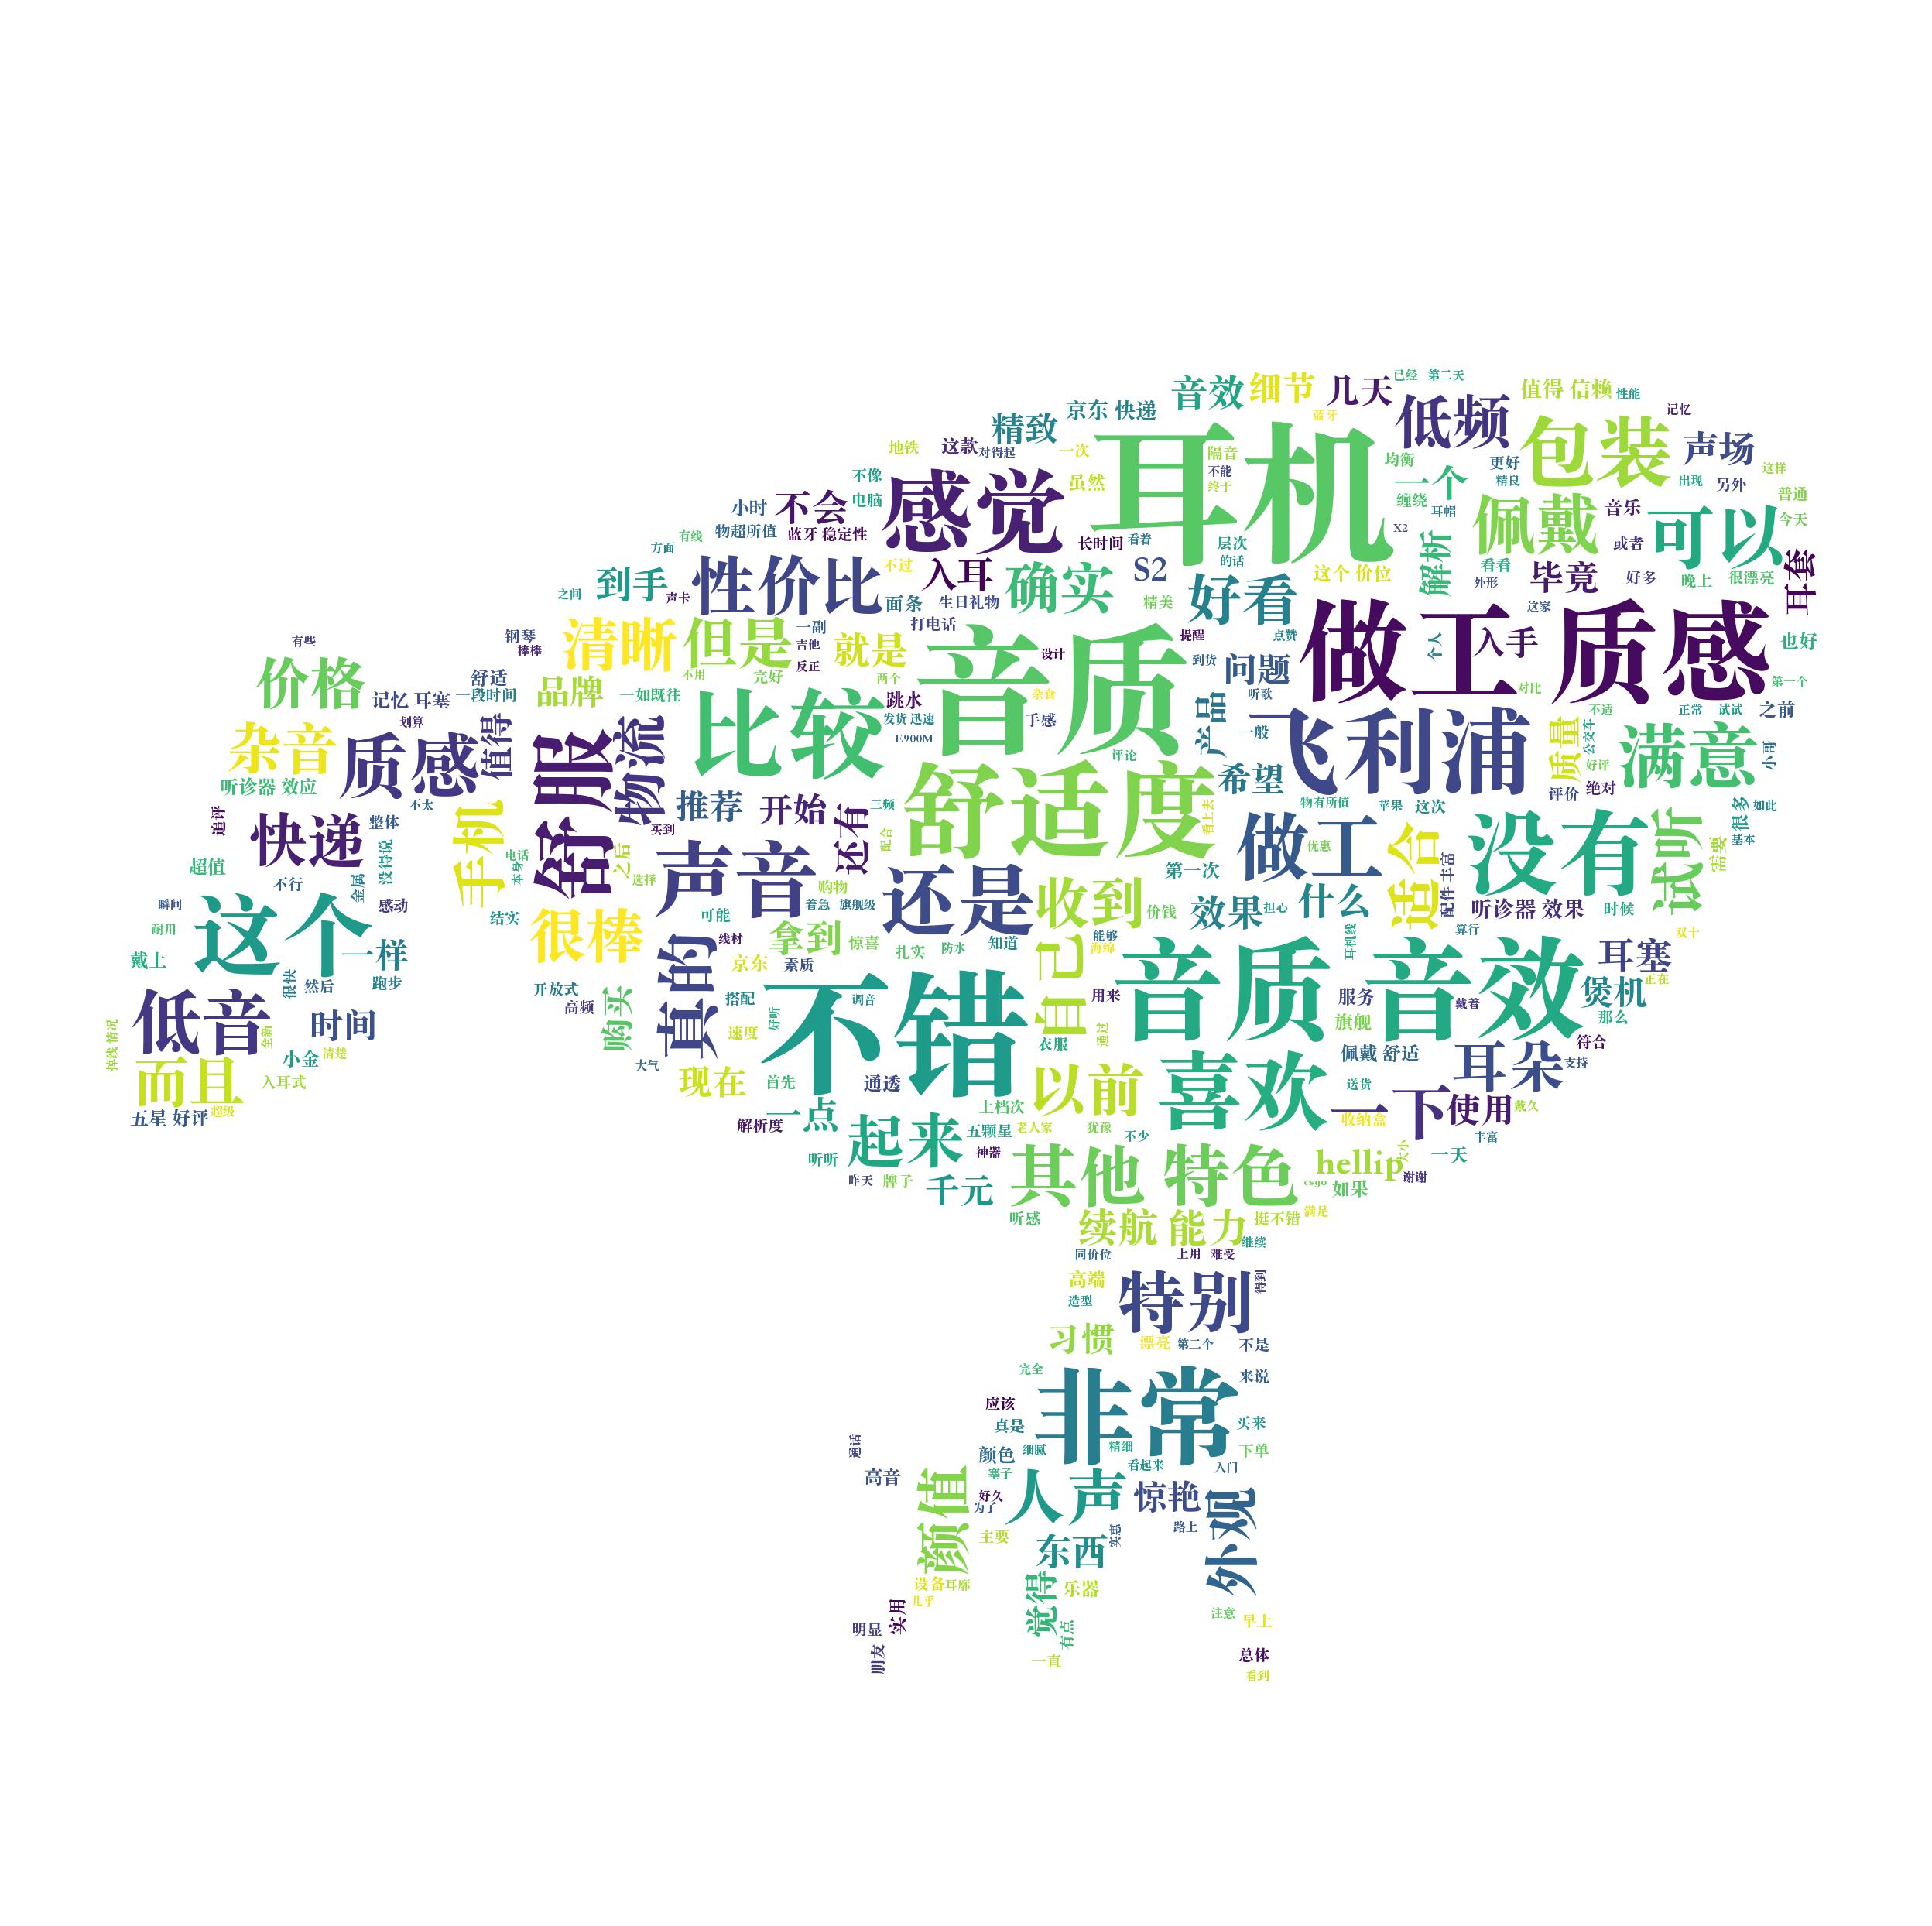 已经 第二天
音效 细节 几天 低频 值得 信赖 性能
京东 快递 蓝牙 记忆
精致 耳机 包装 声场
地铁 这款 对得起 一次 隔音 均衡 更好 这样
不像 感觉 虽然 不能 一个 精良 出现 另外
电脑 终于 缠绕 佩戴 普通
小时 不会 耳帽 音乐 可以 今天
物超所值 蓝牙 稳定性 长时间 看着 层次 X2 解析 或者
有线 方面 的话
到手 性价比 不过 入耳 确实 S2 这个 价位 看看 毕竟 好多 晚上 很漂亮 耳套
之间 声卡 面条 生日礼物 精美 好看 外形
打电话 这家
有些 钢琴 清晰 但是 一副 就是 音质 提醒 点赞 做工 质感 个人 入手 也好
棒棒 吉他 设计
价格 舒适 反正 到货 问题
记忆 耳塞 一段时间 品牌 一如既往 不用 完好 两个 杂食 听歌 对比 第一个
划算 比较 跳水 手感 产品 飞利浦 不适 正常 试试 之前
杂音 质感 值得 舒服 物流 发货 迅速 一般 质量 公交车 满意
E900M 评论 好评 小哥
听诊器 效应 希望 评价 绝对
不太 手机 推荐 开始 还有 三频 舒适度 看上去 物有所值 苹果 这次 很多 如此
追评 快递 整体 买到 配合 做工 优惠 适合 没有 试听 需要 基本
超值 没得说 电话 本身 之后 选择 声音 第一次 配件 丰富
不行 金属 购物 还是 收到
瞬间 这个 感动 结实 很棒 可能 着急 旗舰级 价钱 效果 担心 什么 听诊器 效果 时候
耐用 一样 真的 线材 拿到 惊喜 扎实 防水 知道 自己 能够 耳机线 算行 双十
戴上 京东 素质 海绵 音质 音效 耳塞
很快 然后 跑步 开放式 不错 用来 煲机 正在
低音 时间 高频 购买 搭配 调音 服务 戴着
掉线 情况 全新 速度 好听 通过 旗舰 那么
小金 清楚 衣服 佩戴 舒适 符合
而且 入耳式 大气 现在 首先 通透 以前 喜欢 耳朵 支持
五星 好评 超级 一点 上档次 送货 一下 使用 戴久
解析度 起来 五颗星 老人家 犹豫 不少 收纳盒 丰富
听听 神器 其他 特色 hellip 大小 一天
昨天 牌子 千元 csgo 如果 谢谢
听感 续航 能力 挺不错 满足
同价位 上用 难受 继续
高端 特别 得到
造型
习惯 漂亮 第二个 不是
完全 非常 来说
应该
通话 真是 买来
颜色 细腻 精细 下单
高音 塞子 看起来 入门
颜值 好久 人声 惊艳 外观
为了
主要 东西 实惠 路上
设备 耳廓 觉得 乐器
几乎
明显 实用 注意 早上
朋友 有点
一直 总体
看到